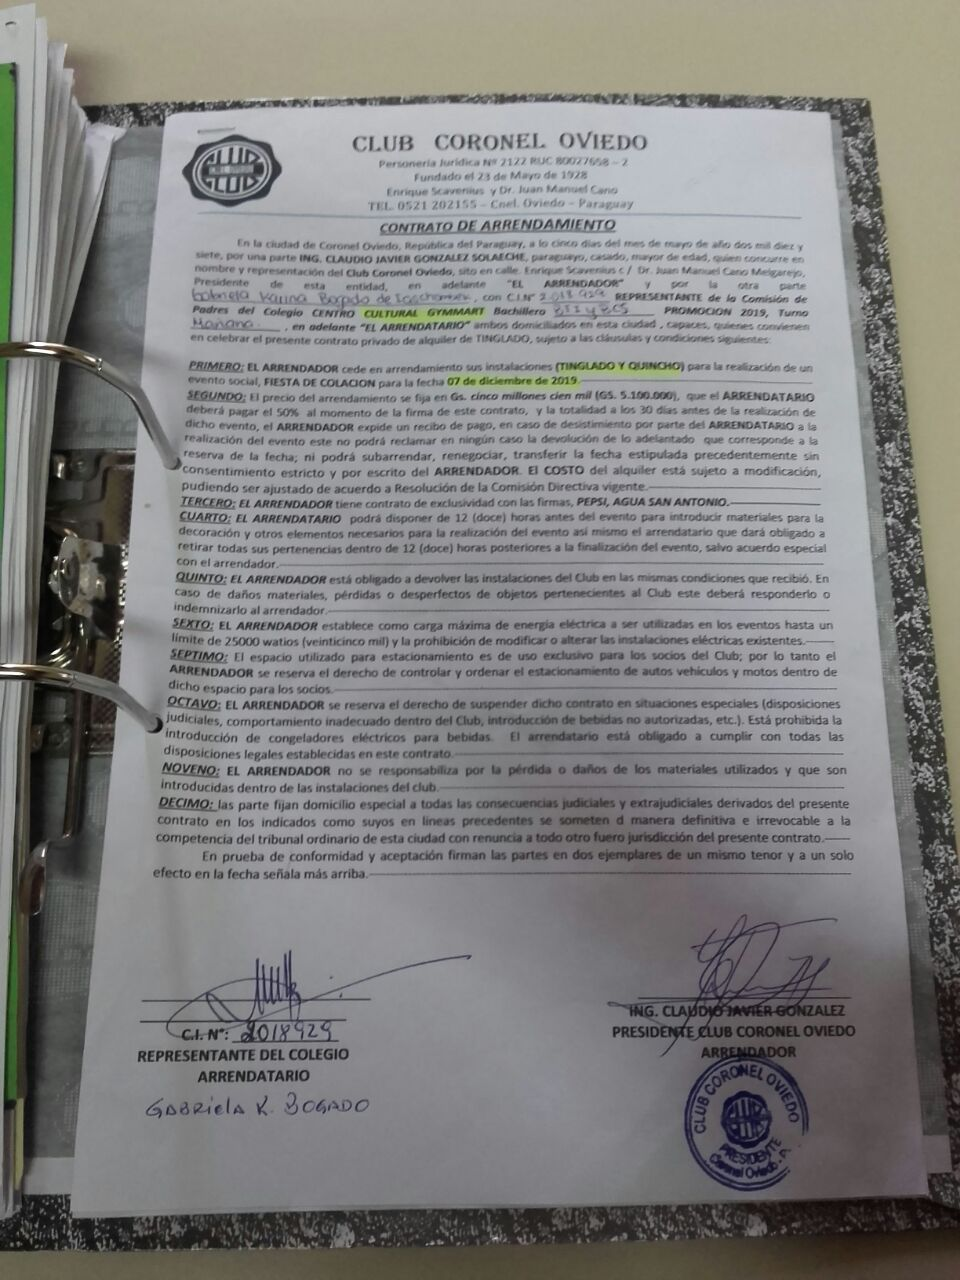 CLUB CORONEL OVIEDO
Personería Jurídica Nº 2122 RUC 80027658 – 2
Fundado el 23 de Mayo de 1928
Enrique Scavenius y Dr. Juan Manuel Cano
TEL. 0521 202155 – Cnel. Oviedo – Paraguay
CONTRATO DE ARRENDAMIENTO
En la ciudad de Coronel Oviedo, República del Paraguay, a lo cinco días del mes de mayo de año dos mil diez y
siete, por una parte ING. CLAUDIO JAVIER GONZALEZ SOLAECHE, paraguayo, casado, mayor de edad, quien concurre en
nombre y representación del Club Coronel Oviedo, sito en calle. Enrique Scavenius c/ Dr. Juan Manuel Cano Melgarejo,
Presidente de esta entidad, en adelante "EL ARRENDADOR" y por la otra parte
Gabriela Karina Bogado de, con C.I.Nº 2.018.929 REPRESENTANTE de la Comisión de
Padres del Colegio CENTRO CULTURAL GYMMART Bachillero BTI y BCS PROMOCION 2019, Turno
Mañana, en adelante "EL ARRENDATARIO" ambos domiciliados en esta ciudad, capaces, quienes convienen
en celebrar el presente contrato privado de alquiler de TINGLADO, sujeto a las cláusulas y condiciones siguientes:
PRIMERO: EL ARRENDADOR cede en arrendamiento sus instalaciones (TINGLADO Y QUINCHO) para la realización de un
evento social, FIESTA DE COLACION para la fecha 07 de diciembre de 2019.
SEGUNDO: El precio del arrendamiento se fija en Gs. cinco millones cien mil (GS. 5.100.000), que el ARRENDATARIO
deberá pagar el 50% al momento de la firma de este contrato, y la totalidad a los 30 días antes de la realización de
dicho evento, el ARRENDADOR expide un recibo de pago, en caso de desistimiento por parte del ARRENDATARIO a la
realización del evento este no podrá reclamar en ningún caso la devolución de lo adelantado que corresponde a la
reserva de la fecha; ni podrá subarrendar, renegociar, transferir la fecha estipulada precedentemente sin
consentimiento estricto y por escrito del ARRENDADOR. El COSTO del alquiler está sujeto a modificación,
pudiendo ser ajustado de acuerdo a Resolución de la Comisión Directiva vigente.
TERCERO: EL ARRENDADOR tiene contrato de exclusividad con las firmas, PEPSI, AGUA SAN ANTONIO.
CUARTO: EL ARRENDATARIO podrá disponer de 12 (doce) horas antes del evento para introducir materiales para la
decoración y otros elementos necesarios para la realización del evento así mismo el arrendatario que dará obligado a
retirar todas sus pertenencias dentro de 12 (doce) horas posteriores a la finalización del evento, salvo acuerdo especial
con el arrendador.
QUINTO: EL ARRENDADOR está obligado a devolver las instalaciones del Club en las mismas condiciones que recibió. En
caso de daños materiales, pérdidas o desperfectos de objetos pertenecientes al Club este deberá responderlo o
indemnizarlo al arrendador.
SEXTO: EL ARRENDADOR establece como carga máxima de energía eléctrica a ser utilizadas en los eventos hasta un
límite de 25000 watios (veinticinco mil) y la prohibición de modificar o alterar las instalaciones eléctricas existentes.
SEPTIMO: El espacio utilizado para estacionamiento es de uso exclusivo para los socios del Club; por lo tanto el
ARRENDADOR se reserva el derecho de controlar y ordenar el estacionamiento de autos vehículos y motos dentro de
dicho espacio para los socios.
OCTAVO: EL ARRENDADOR se reserva el derecho de suspender dicho contrato en situaciones especiales (disposiciones
judiciales, comportamiento inadecuado dentro del Club, introducción de bebidas no autorizadas, etc.). Está prohibida la
introducción de congeladores eléctricos para bebidas. El arrendatario está obligado a cumplir con todas las
disposiciones legales establecidas en este contrato.
NOVENO: EL ARRENDADOR no se responsabiliza por la pérdida o daños de los materiales utilizados y que son
introducidas dentro de las instalaciones del club.
DECIMO: las parte fijan domicilio especial a todas las consecuencias judiciales y extrajudiciales derivados del presente
contrato en los indicados como suyos en líneas precedentes se someten d manera definitiva e irrevocable a la
competencia del tribunal ordinario de esta ciudad con renuncia a todo otro fuero jurisdicción del presente contrato.
En prueba de conformidad y aceptación firman las partes en dos ejemplares de un mismo tenor y a un solo
efecto en la fecha señala más arriba.
C.I. Nº: 2018929
REPRESENTANTE DEL COLEGIO
ARRENDATARIO
GABRIELA K. BOGADO
ING. CLAUDIO JAVIER GONZALEZ
PRESIDENTE CLUB CORONEL OVIEDO
ARRENDADOR
CLUB CORONEL OVIEDO
PRESIDENTE
Coronel Oviedo - P.